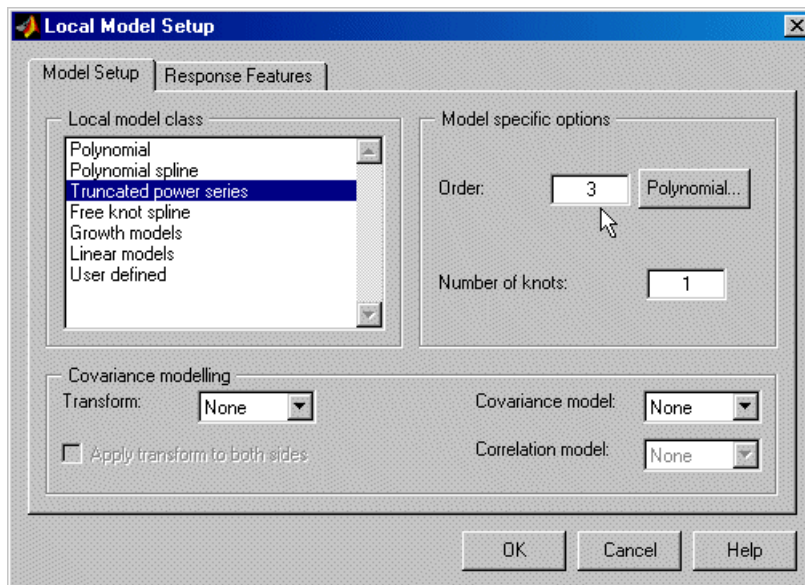 Local Model Setup
Model Setup
Response Features
Local model class
Polynomial
Polynomial spline
Truncated power series
Free knot spline
Growth models
Linear models
User defined
Model specific options
Order:
3
Polynomial...
Number of knots:
1
Covariance modelling
Transform:
None
Apply transform to both sides
Covariance model:
None
Correlation model:
None
OK
Cancel
Help